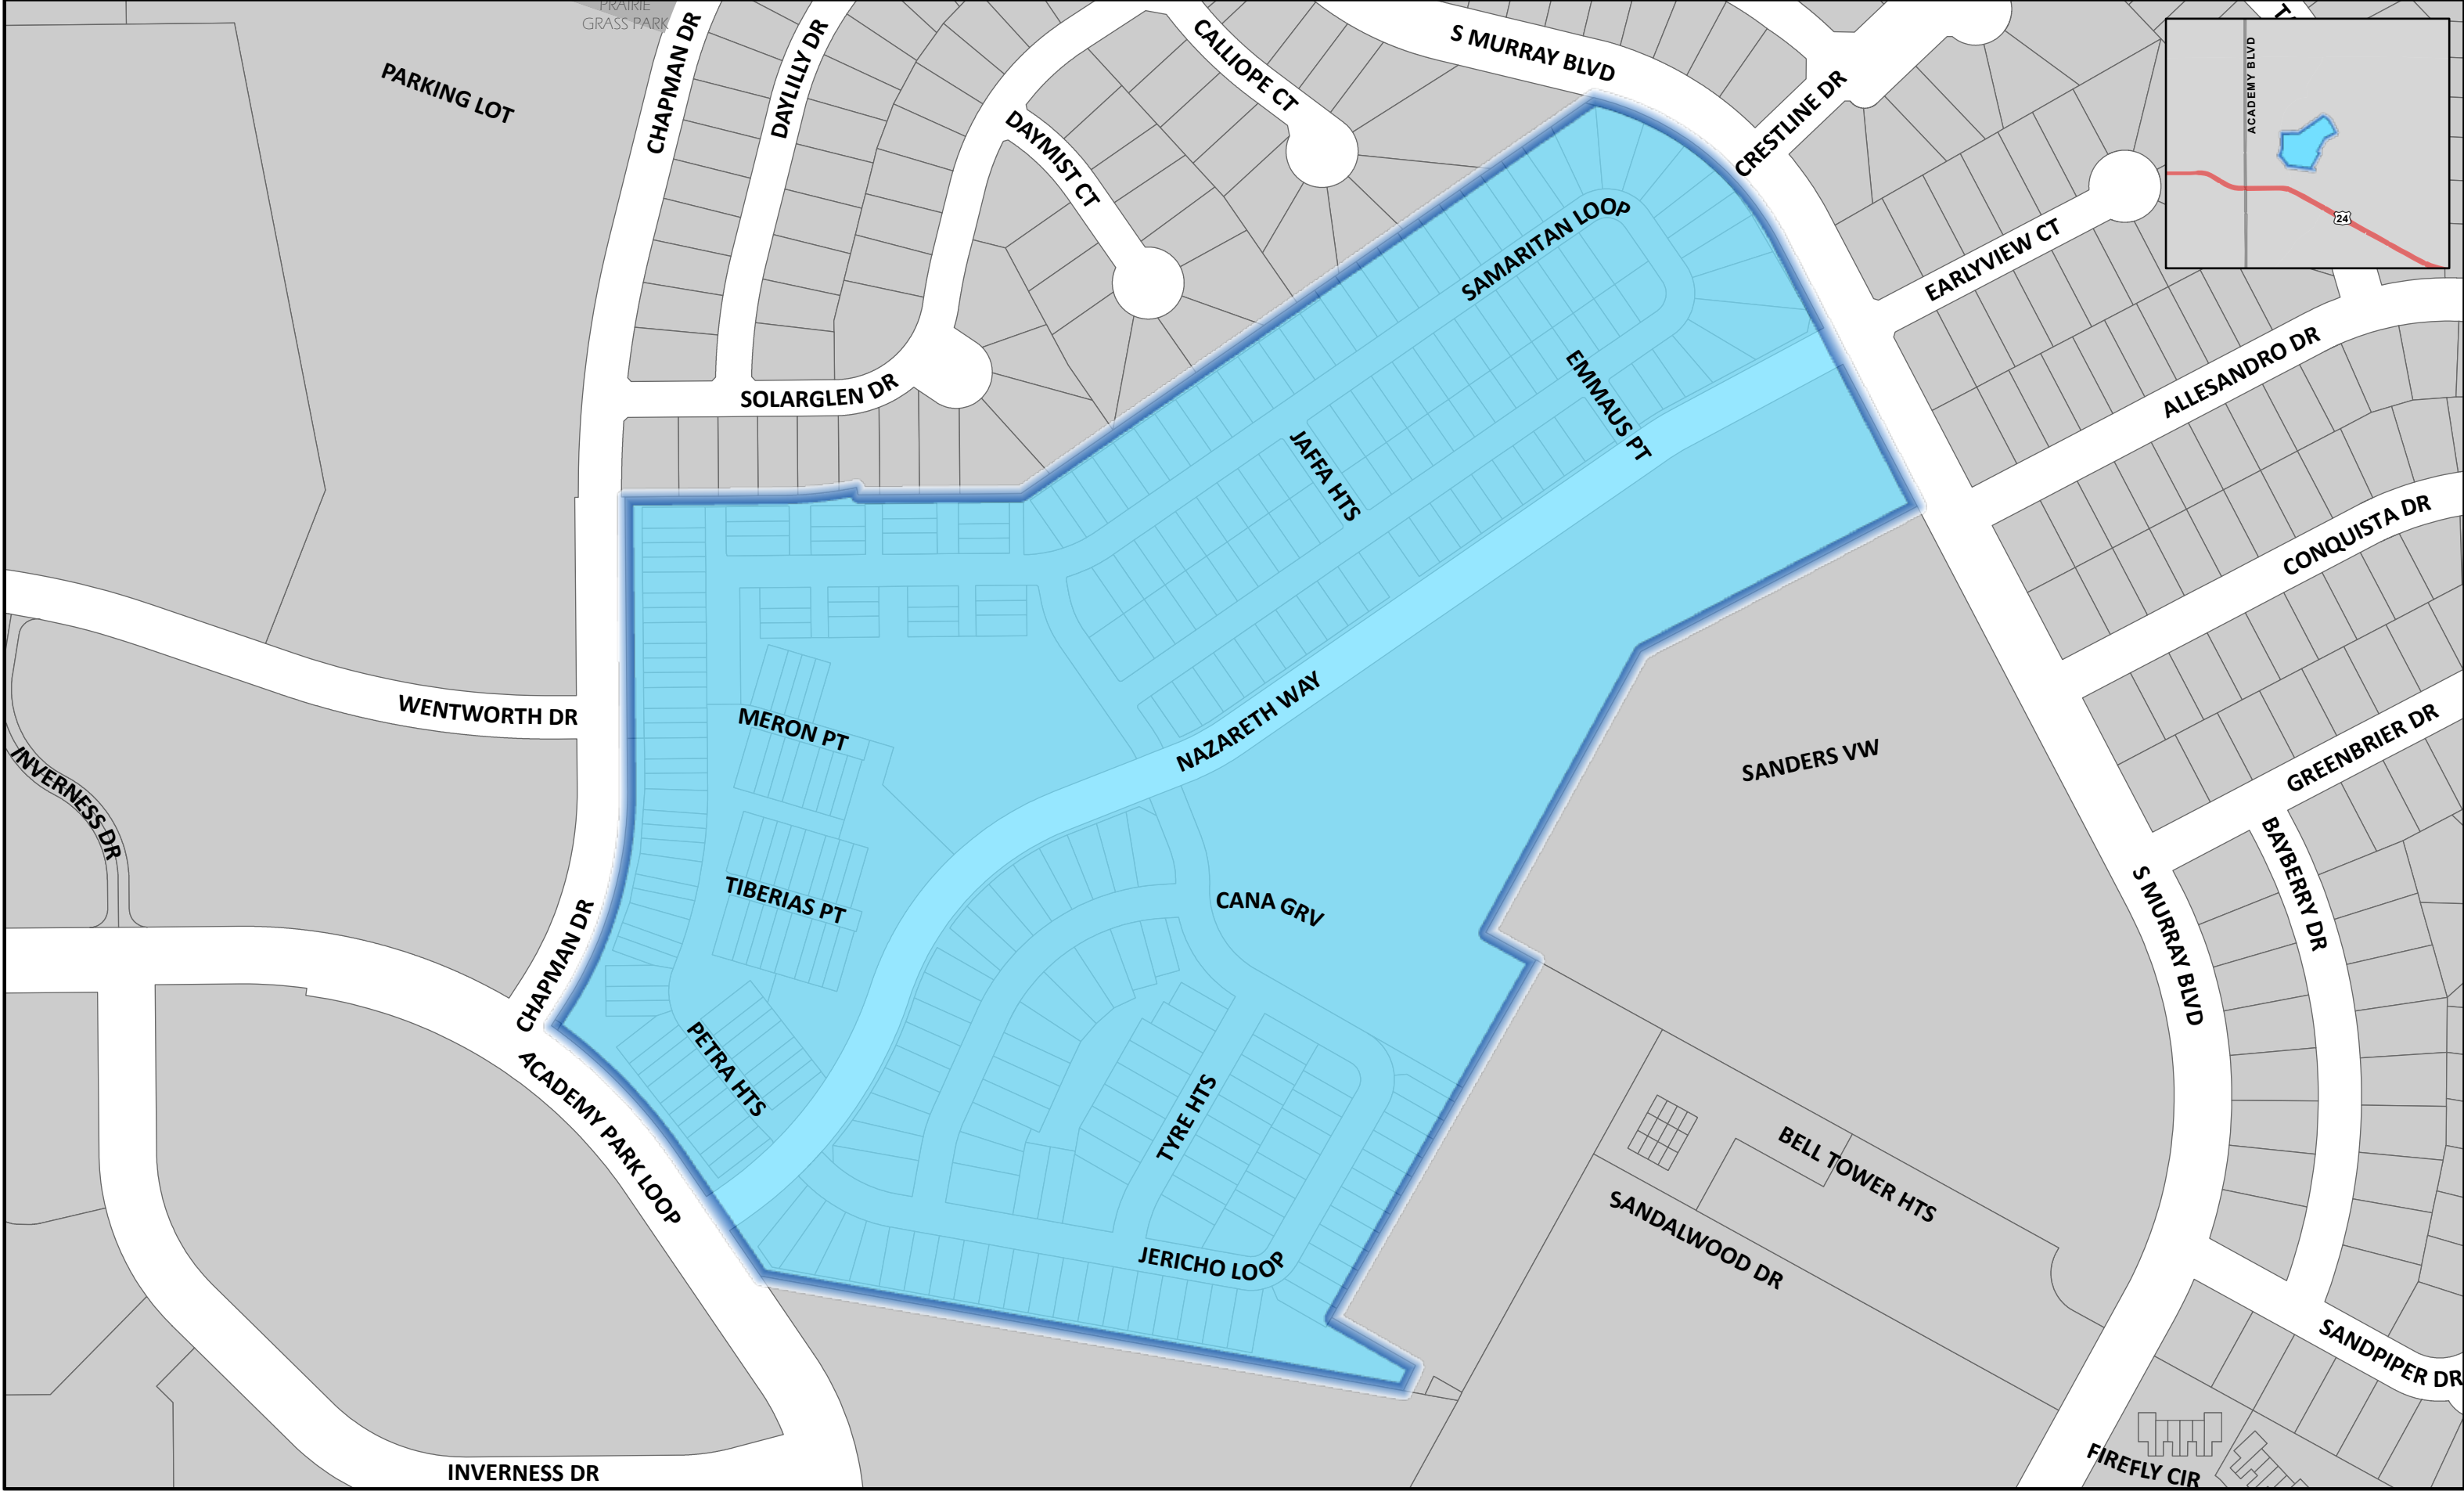 PRAIRIE
GRASS PARK
PARKING LOT
CHAPMAN DR
DAYLILLY DR
CALLIOPE CT
S MURRAY BLVD
CRESTLINE DR
ACADEMY BLVD
24
DAYMIST CT
SAMARITAN LOOP
EARLYVIEW CT
ALLESANDRO DR
SOLARGLEN DR
EMMAUS PT
JAFFA HTS
CONQUISTA DR
WENTWORTH DR
MERON PT
NAZARETH WAY
SANDERS VW
GREENBRIER DR
INVERNESS DR
TIBERIAS PT
CANA GRV
BAYBERRY DR
S MURRAY BLVD
CHAPMAN DR
PETRA HTS
ACADEMY PARK LOOP
TYRE HTS
BELL TOWER HTS
SANDALWOOD DR
JERICHO LOOP
SANDPIPER DR
INVERNESS DR
FIREFLY CIR